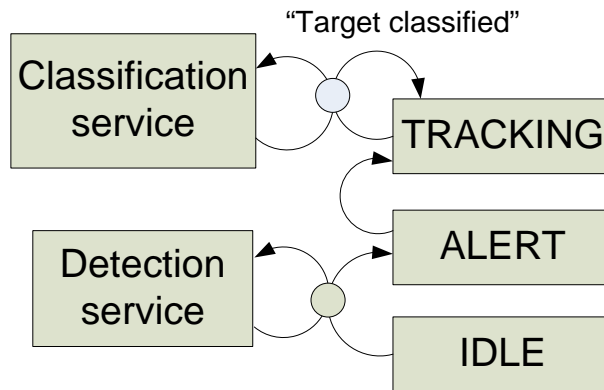 “Target classified”
Classification
service
TRACKING
ALERT
Detection
service
IDLE